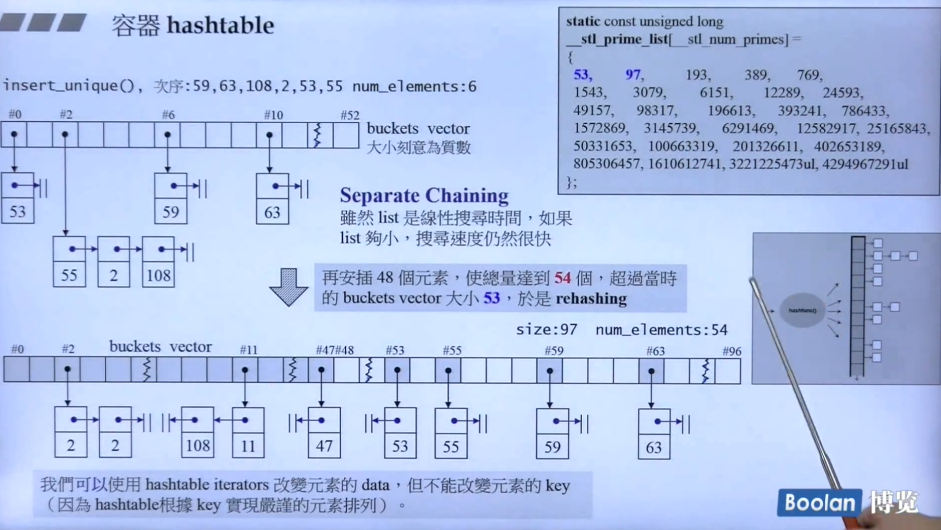 容器 hashtable
static const unsigned long
__stl_prime_list[__stl_num_primes] =
{
53, 97, 193, 389, 769,
1543, 3079, 6151, 12289, 24593,
49157, 98317, 196613, 393241, 786433,
1572869, 3145739, 6291469, 12582917, 25165843,
50331653, 100663319, 201326611, 402653189,
805306457, 1610612741, 3221225473ul, 4294967291ul
};
insert_unique(), 次序:59,63,108,2,53,55 num_elements:6
#0 #2 #6 #10 #52
buckets vector
大小刻意為質數
53 59 63
55 2 108
Separate Chaining
雖然 list 是線性搜尋時間，如果
list 夠小，搜尋速度仍然很快
再安插 48 個元素，使總量達到 54 個，超過當時
的 buckets vector 大小 53，於是 rehashing
hashfunc()
size:97 num_elements:54
buckets vector
#0 #2 #11 #47#48 #53 #55 #59 #63 #96
2 2 108 11 47 53 55 59 63
我們可以使用 hashtable iterators 改變元素的 data，但不能改變元素的 key
（因為 hashtable根據 key 實現嚴謹的元素排列）。
Boolan 博览